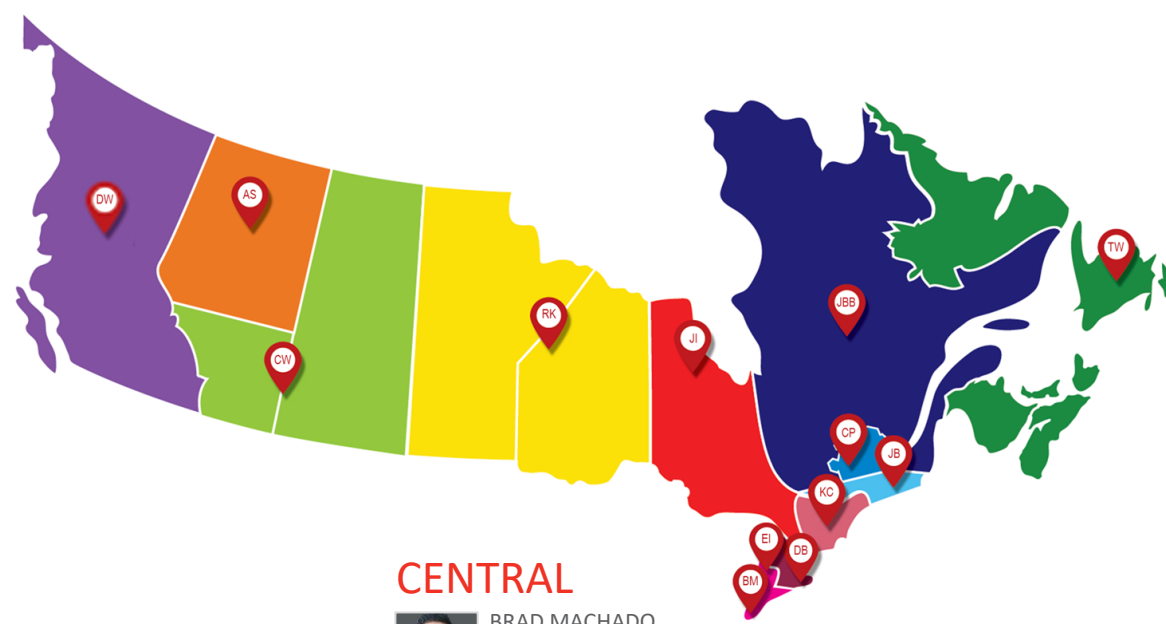 DW
AS
TW
JBB
RK
JI
CW
CP
JB
KC
EI
DB
BM
CENTRAL
BRAD MACHADO